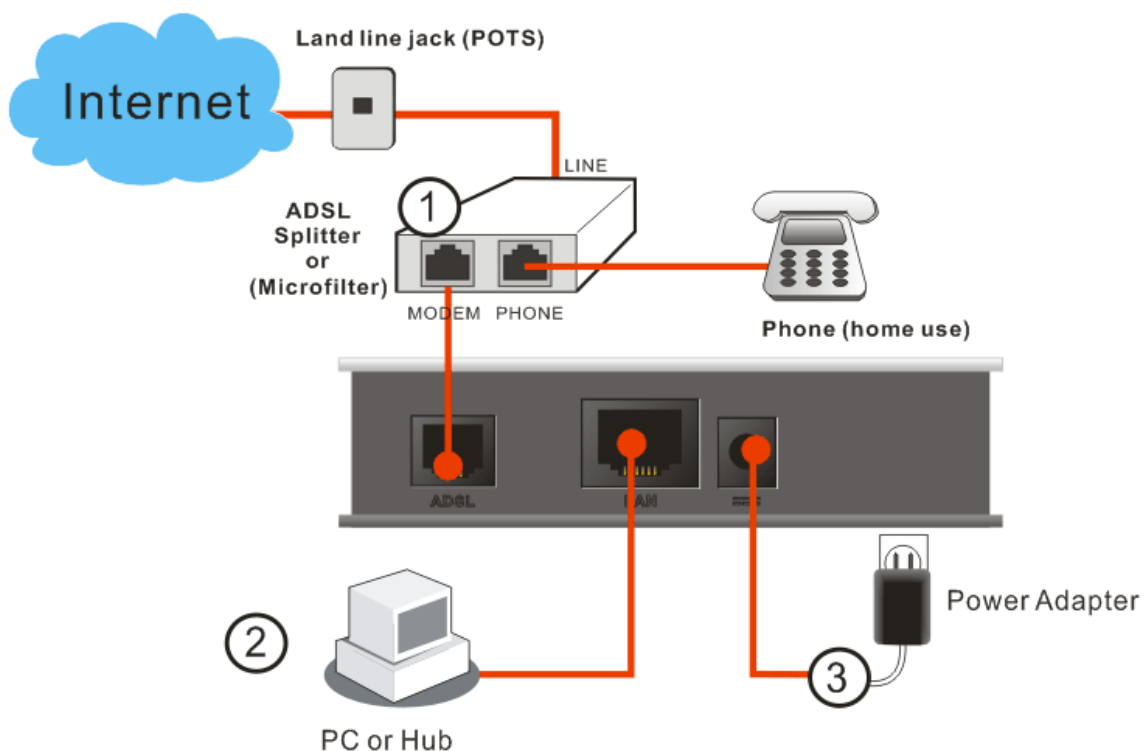 Land line jack (POTS)
Internet
LINE
1
ADSL
Splitter
or
(Microfilter)
MODEM PHONE
Phone (home use)
ADSL
LAN
2
3
Power Adapter
PC or Hub